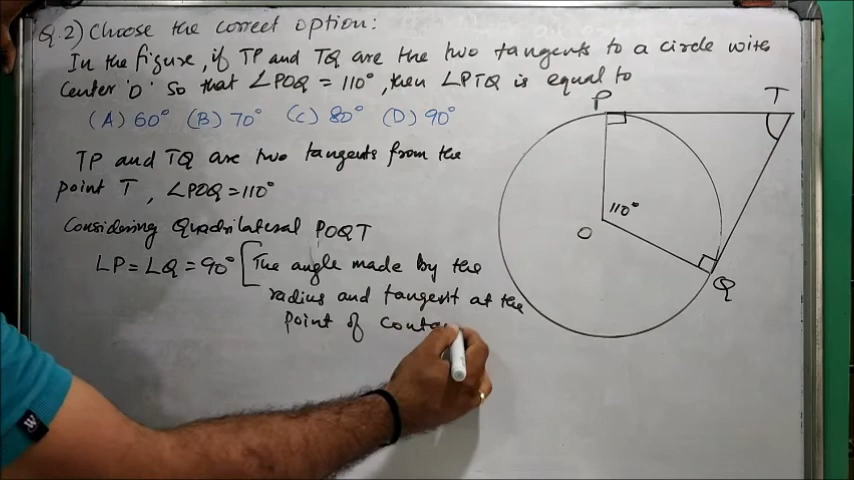 Q.2) Choose the correct option:
In the figure, if TP and TQ are the two tangents to a circle with
Center 'O' So that ∠POQ = 110°, then ∠PTQ is equal to
(A) 60° (B) 70° (C) 80° (D) 90°
TP and TQ are two tangents from the
point T, ∠POQ = 110°
Considering Quadrilateral POQT
∠P = ∠Q = 90° [The angle made by the
radius and tangent at the
point of conta
P
T
110°
O
Q